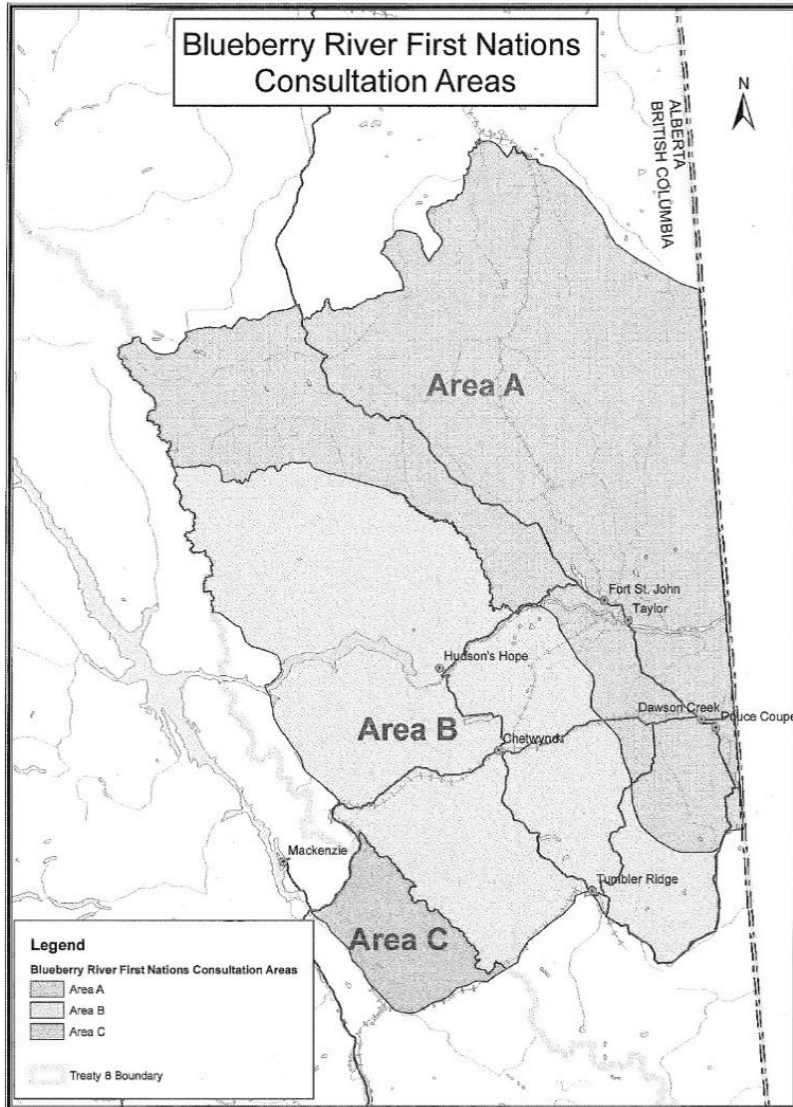 Blueberry River First Nations
Consultation Areas
N
ALBERTA
BRITISH COLUMBIA
Area A
Fort St. John
Taylor
Hudson's Hope
Dawson Creek
Pouce Coupe
Area B
Chetwynd
Mackenzie
Tumbler Ridge
Area C
Legend
Blueberry River First Nations Consultation Areas
Area A
Area B
Area C
Treaty 8 Boundary